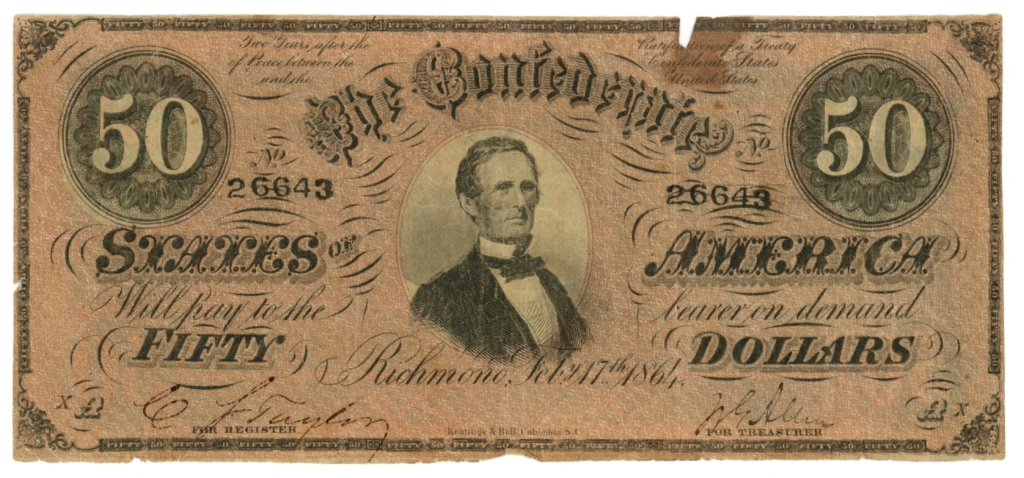 Two Years after the
Ratification of a Treaty
of Peace between the
Confederate States
and the
United States
50
The Confederate
50
No
No
26643
26643
STATES OF
AMERICA
Will pay to the
bearer on demand
FIFTY
DOLLARS
Richmond, Feby 17th 1864.
X
X
C
Taylor
FOR REGISTER
Keatinge & Ball, Columbia S.C.
FOR TREASURER